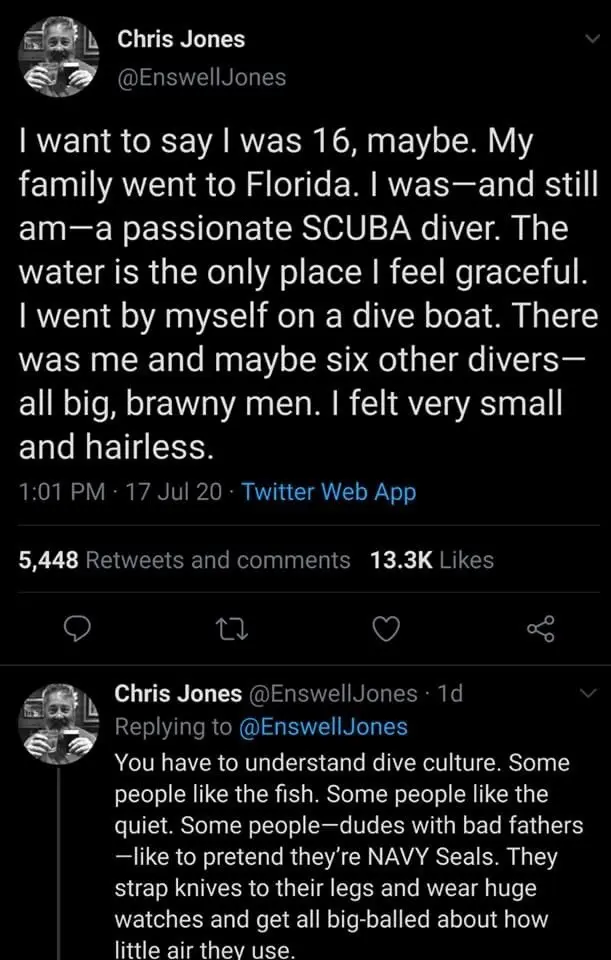 Chris Jones
@EnswellJones
I want to say I was 16, maybe. My
family went to Florida. I was—and still
am—a passionate SCUBA diver. The
water is the only place I feel graceful.
I went by myself on a dive boat. There
was me and maybe six other divers—
all big, brawny men. I felt very small
and hairless.
1:01 PM · 17 Jul 20 · Twitter Web App
5,448 Retweets and comments 13.3K Likes
Chris Jones @EnswellJones · 1d
Replying to @EnswellJones
You have to understand dive culture. Some
people like the fish. Some people like the
quiet. Some people—dudes with bad fathers
—like to pretend they’re NAVY Seals. They
strap knives to their legs and wear huge
watches and get all big-balled about how
little air they use.